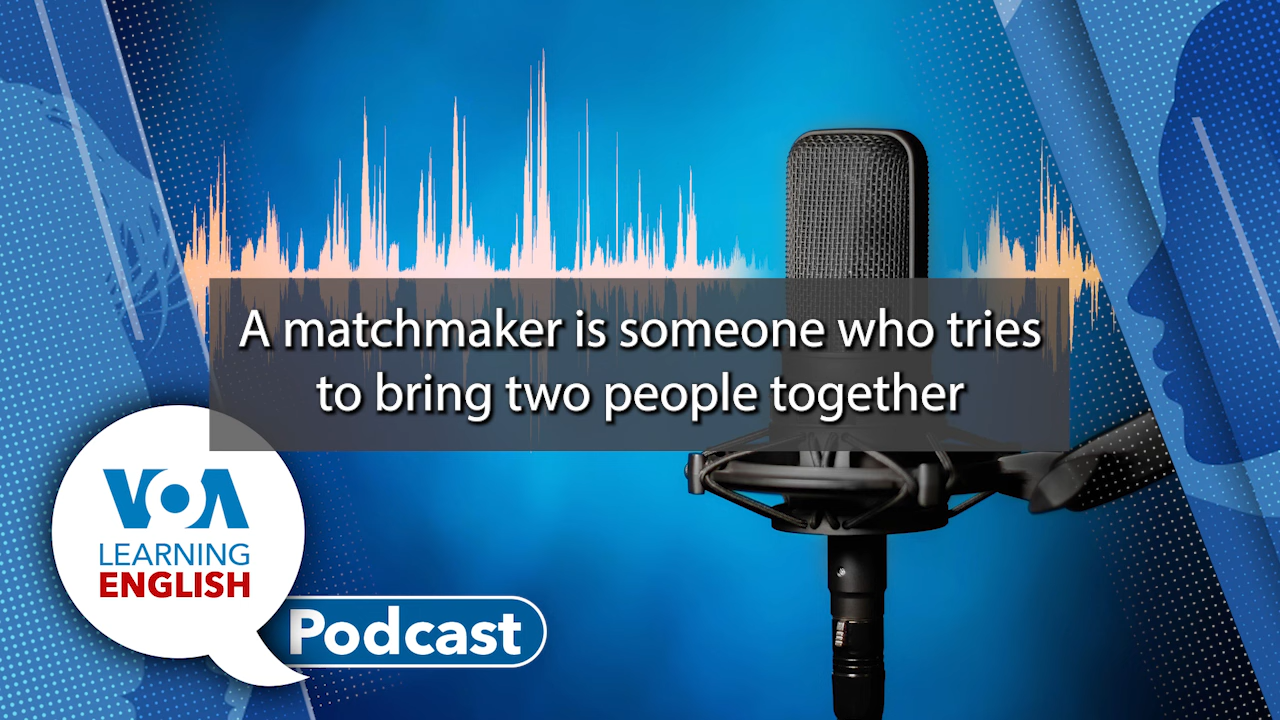 A matchmaker is someone who tries
to bring two people together
VOA
LEARNING
ENGLISH
Podcast